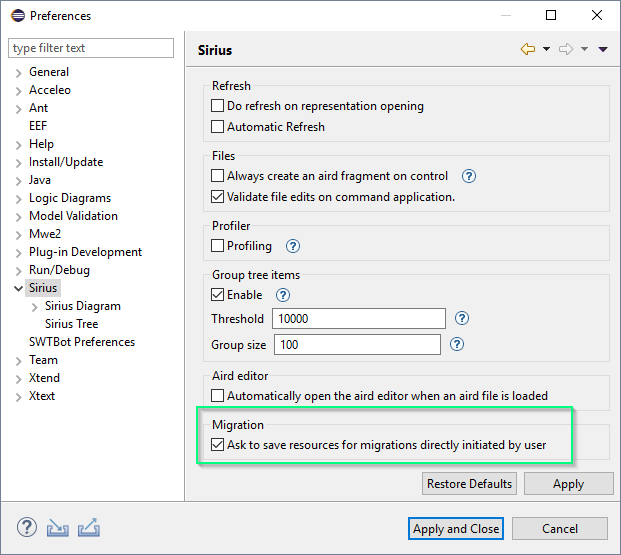 Preferences
type filter text
General
Acceleo
Ant
EEF
Help
Install/Update
Java
Logic Diagrams
Model Validation
Mwe2
Plug-in Development
Run/Debug
Sirius
Sirius Diagram
Sirius Tree
SWTBot Preferences
Team
Xtend
Xtext
Sirius
Refresh
Do refresh on representation opening
Automatic Refresh
Files
Always create an aird fragment on control ?
Validate file edits on command application.
Profiler
Profiling ?
Group tree items
Enable ?
Threshold 10000 ?
Group size 100 ?
Aird editor
Automatically open the aird editor when an aird file is loaded
Migration
Ask to save resources for migrations directly initiated by user
Restore Defaults Apply
? Apply and Close Cancel